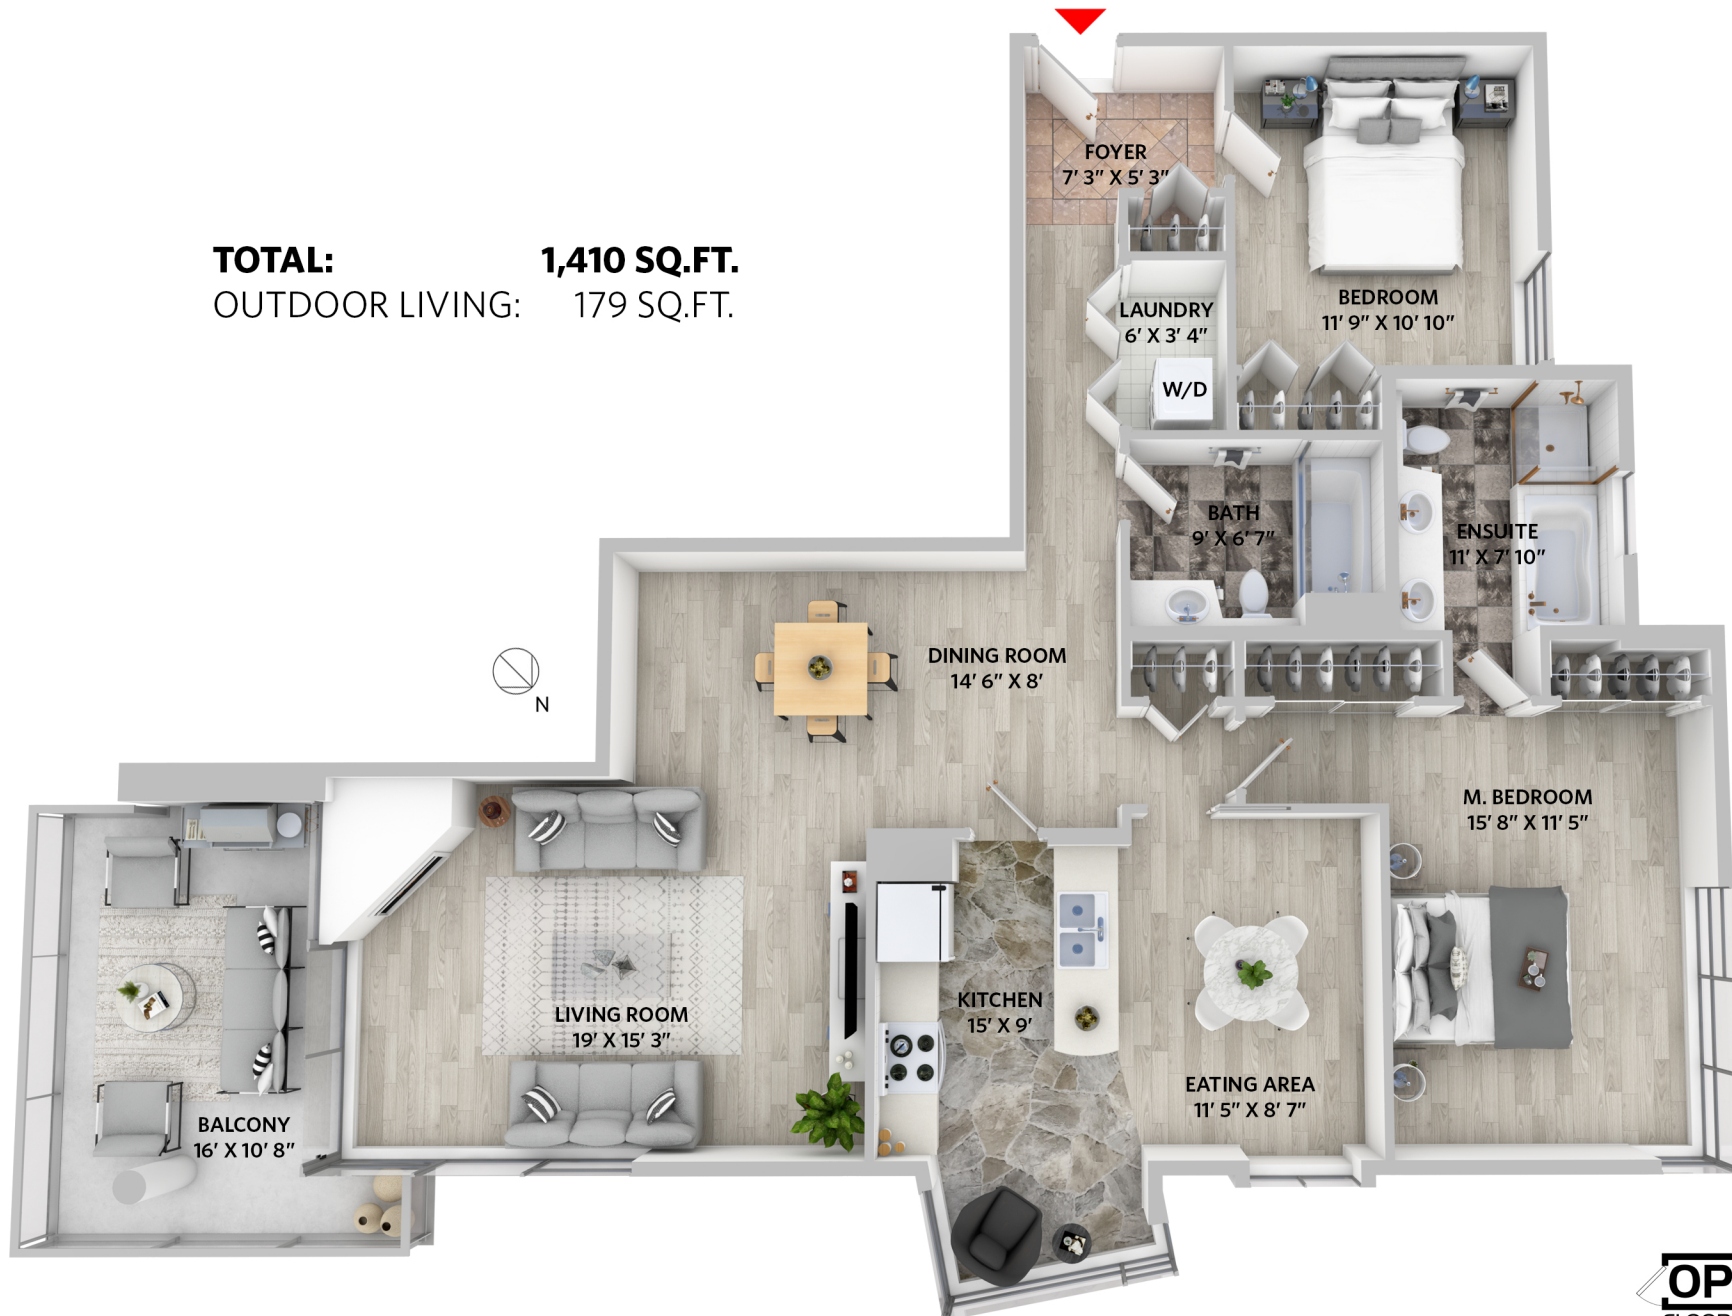 FOYER
7' 3" X 5' 3"
TOTAL: 1,410 SQ.FT.
OUTDOOR LIVING: 179 SQ.FT.
BEDROOM
11' 9" X 10' 10"
LAUNDRY
6' X 3' 4"
W/D
BATH
9' X 6' 7"
ENSUITE
11' X 7' 10"
DINING ROOM
14' 6" X 8'
N
M. BEDROOM
15' 8" X 11' 5"
LIVING ROOM
19' X 15' 3"
KITCHEN
15' X 9'
EATING AREA
11' 5" X 8' 7"
BALCONY
16' X 10' 8"
OP